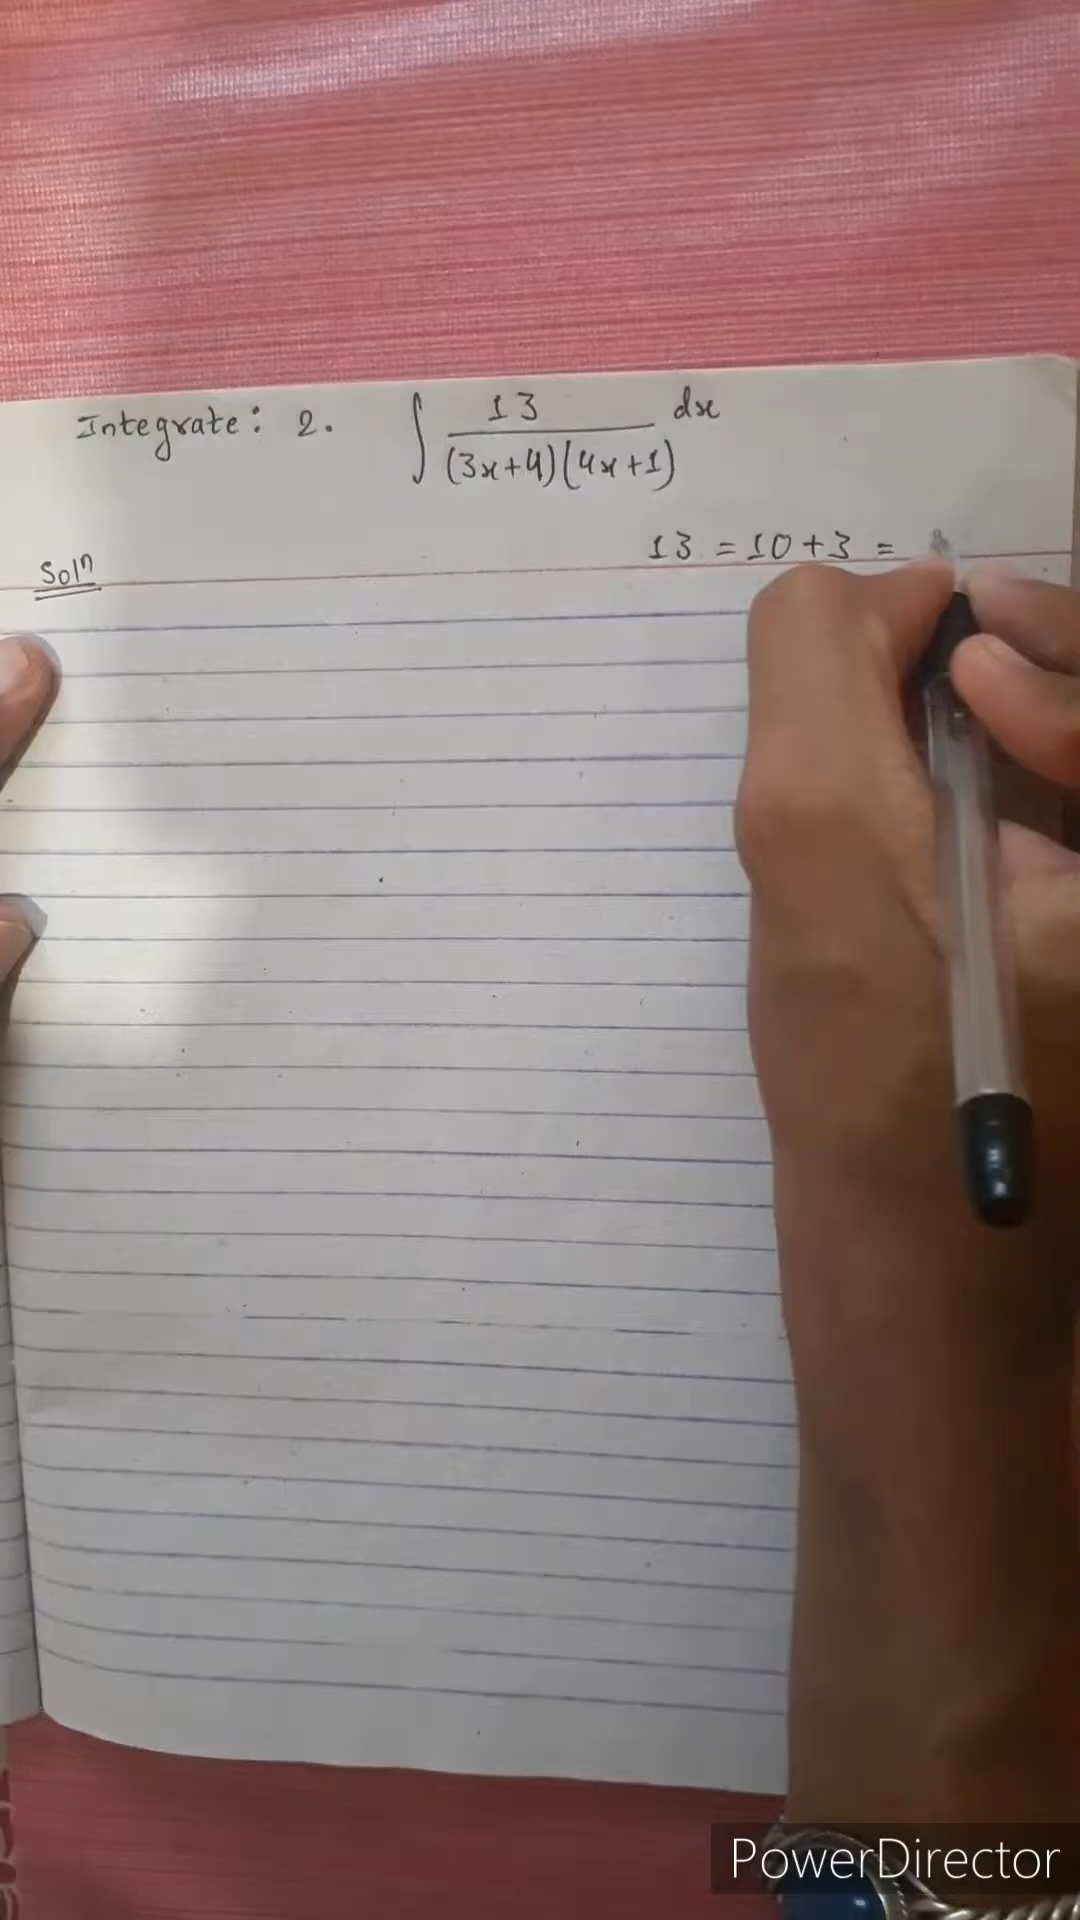 Integrate: 2. ∫ 13 / (3x+4)(4x+1) dx
13 = 10+3 =
Solⁿ
PowerDirector